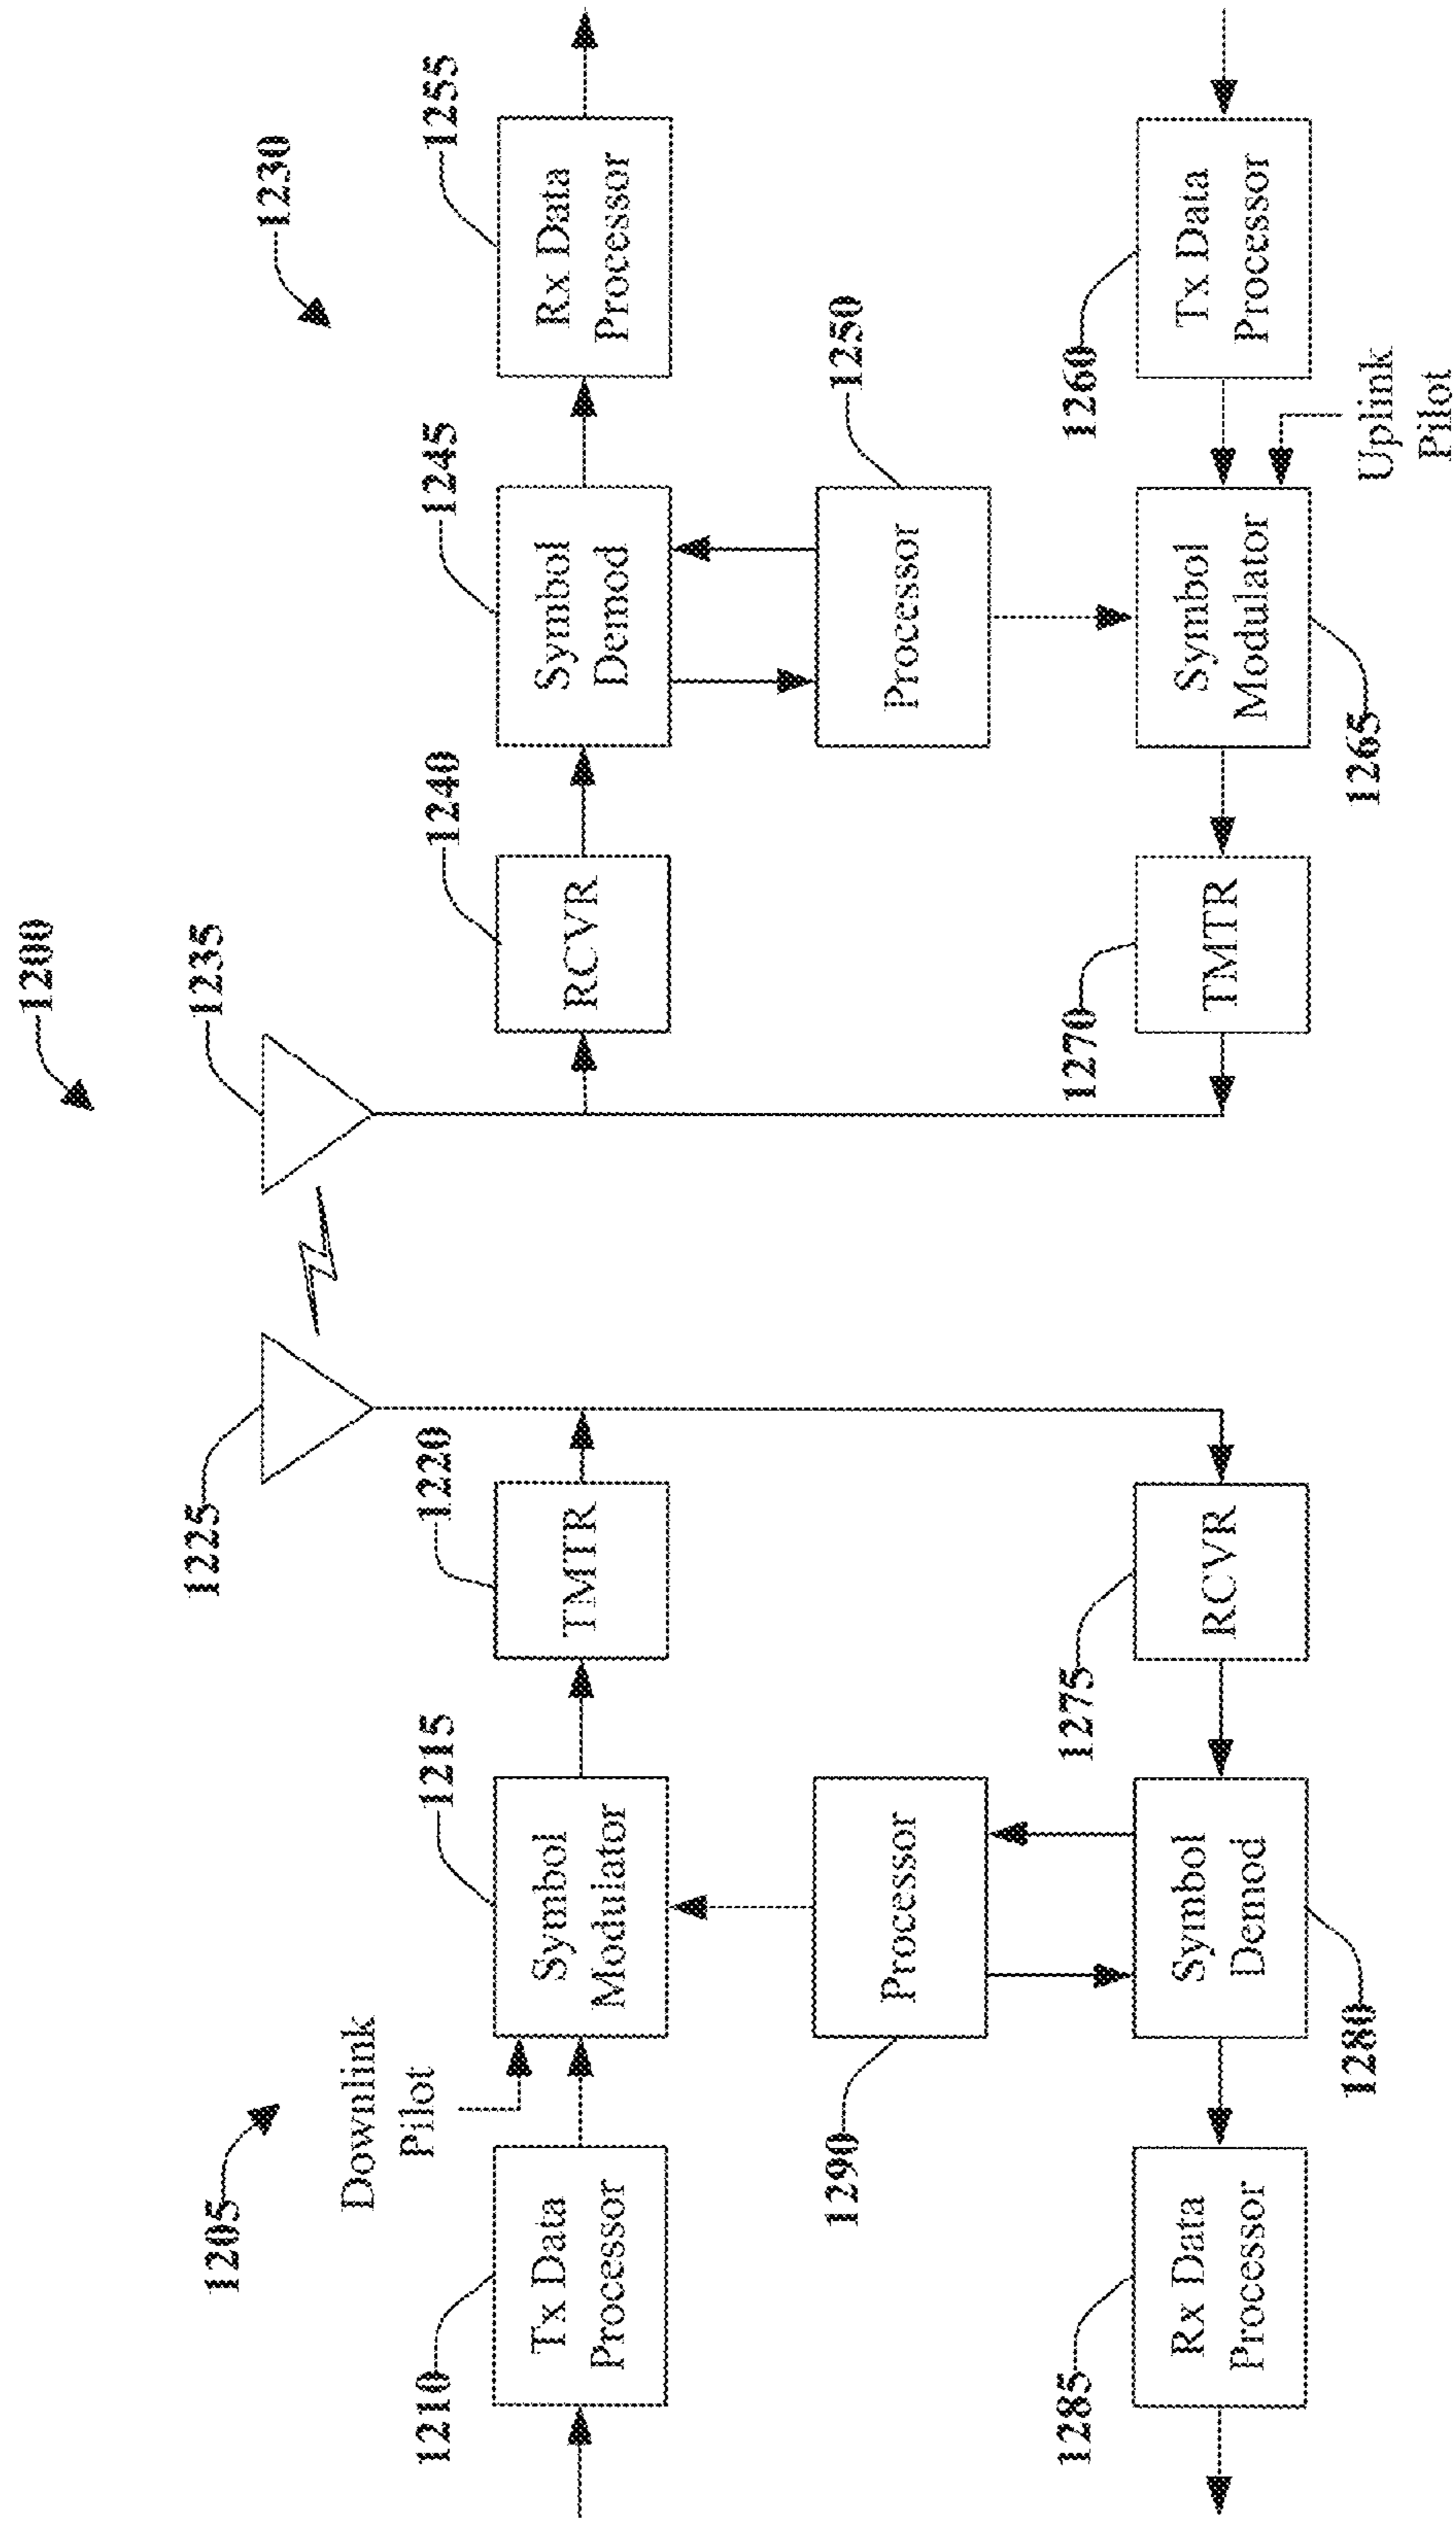 1200
1205
1225
1235
1230
Downlink
Pilot
1210
1215
1220
1240
1245
1255
Tx Data
Processor
Symbol
Modulator
TMTR
RCVR
Symbol
Demod
Rx Data
Processor
1290
Processor
Processor
1250
1285
1275
1270
1260
Rx Data
Processor
Symbol
Demod
RCVR
TMTR
Symbol
Modulator
Tx Data
Processor
1280
1265
Uplink
Pilot